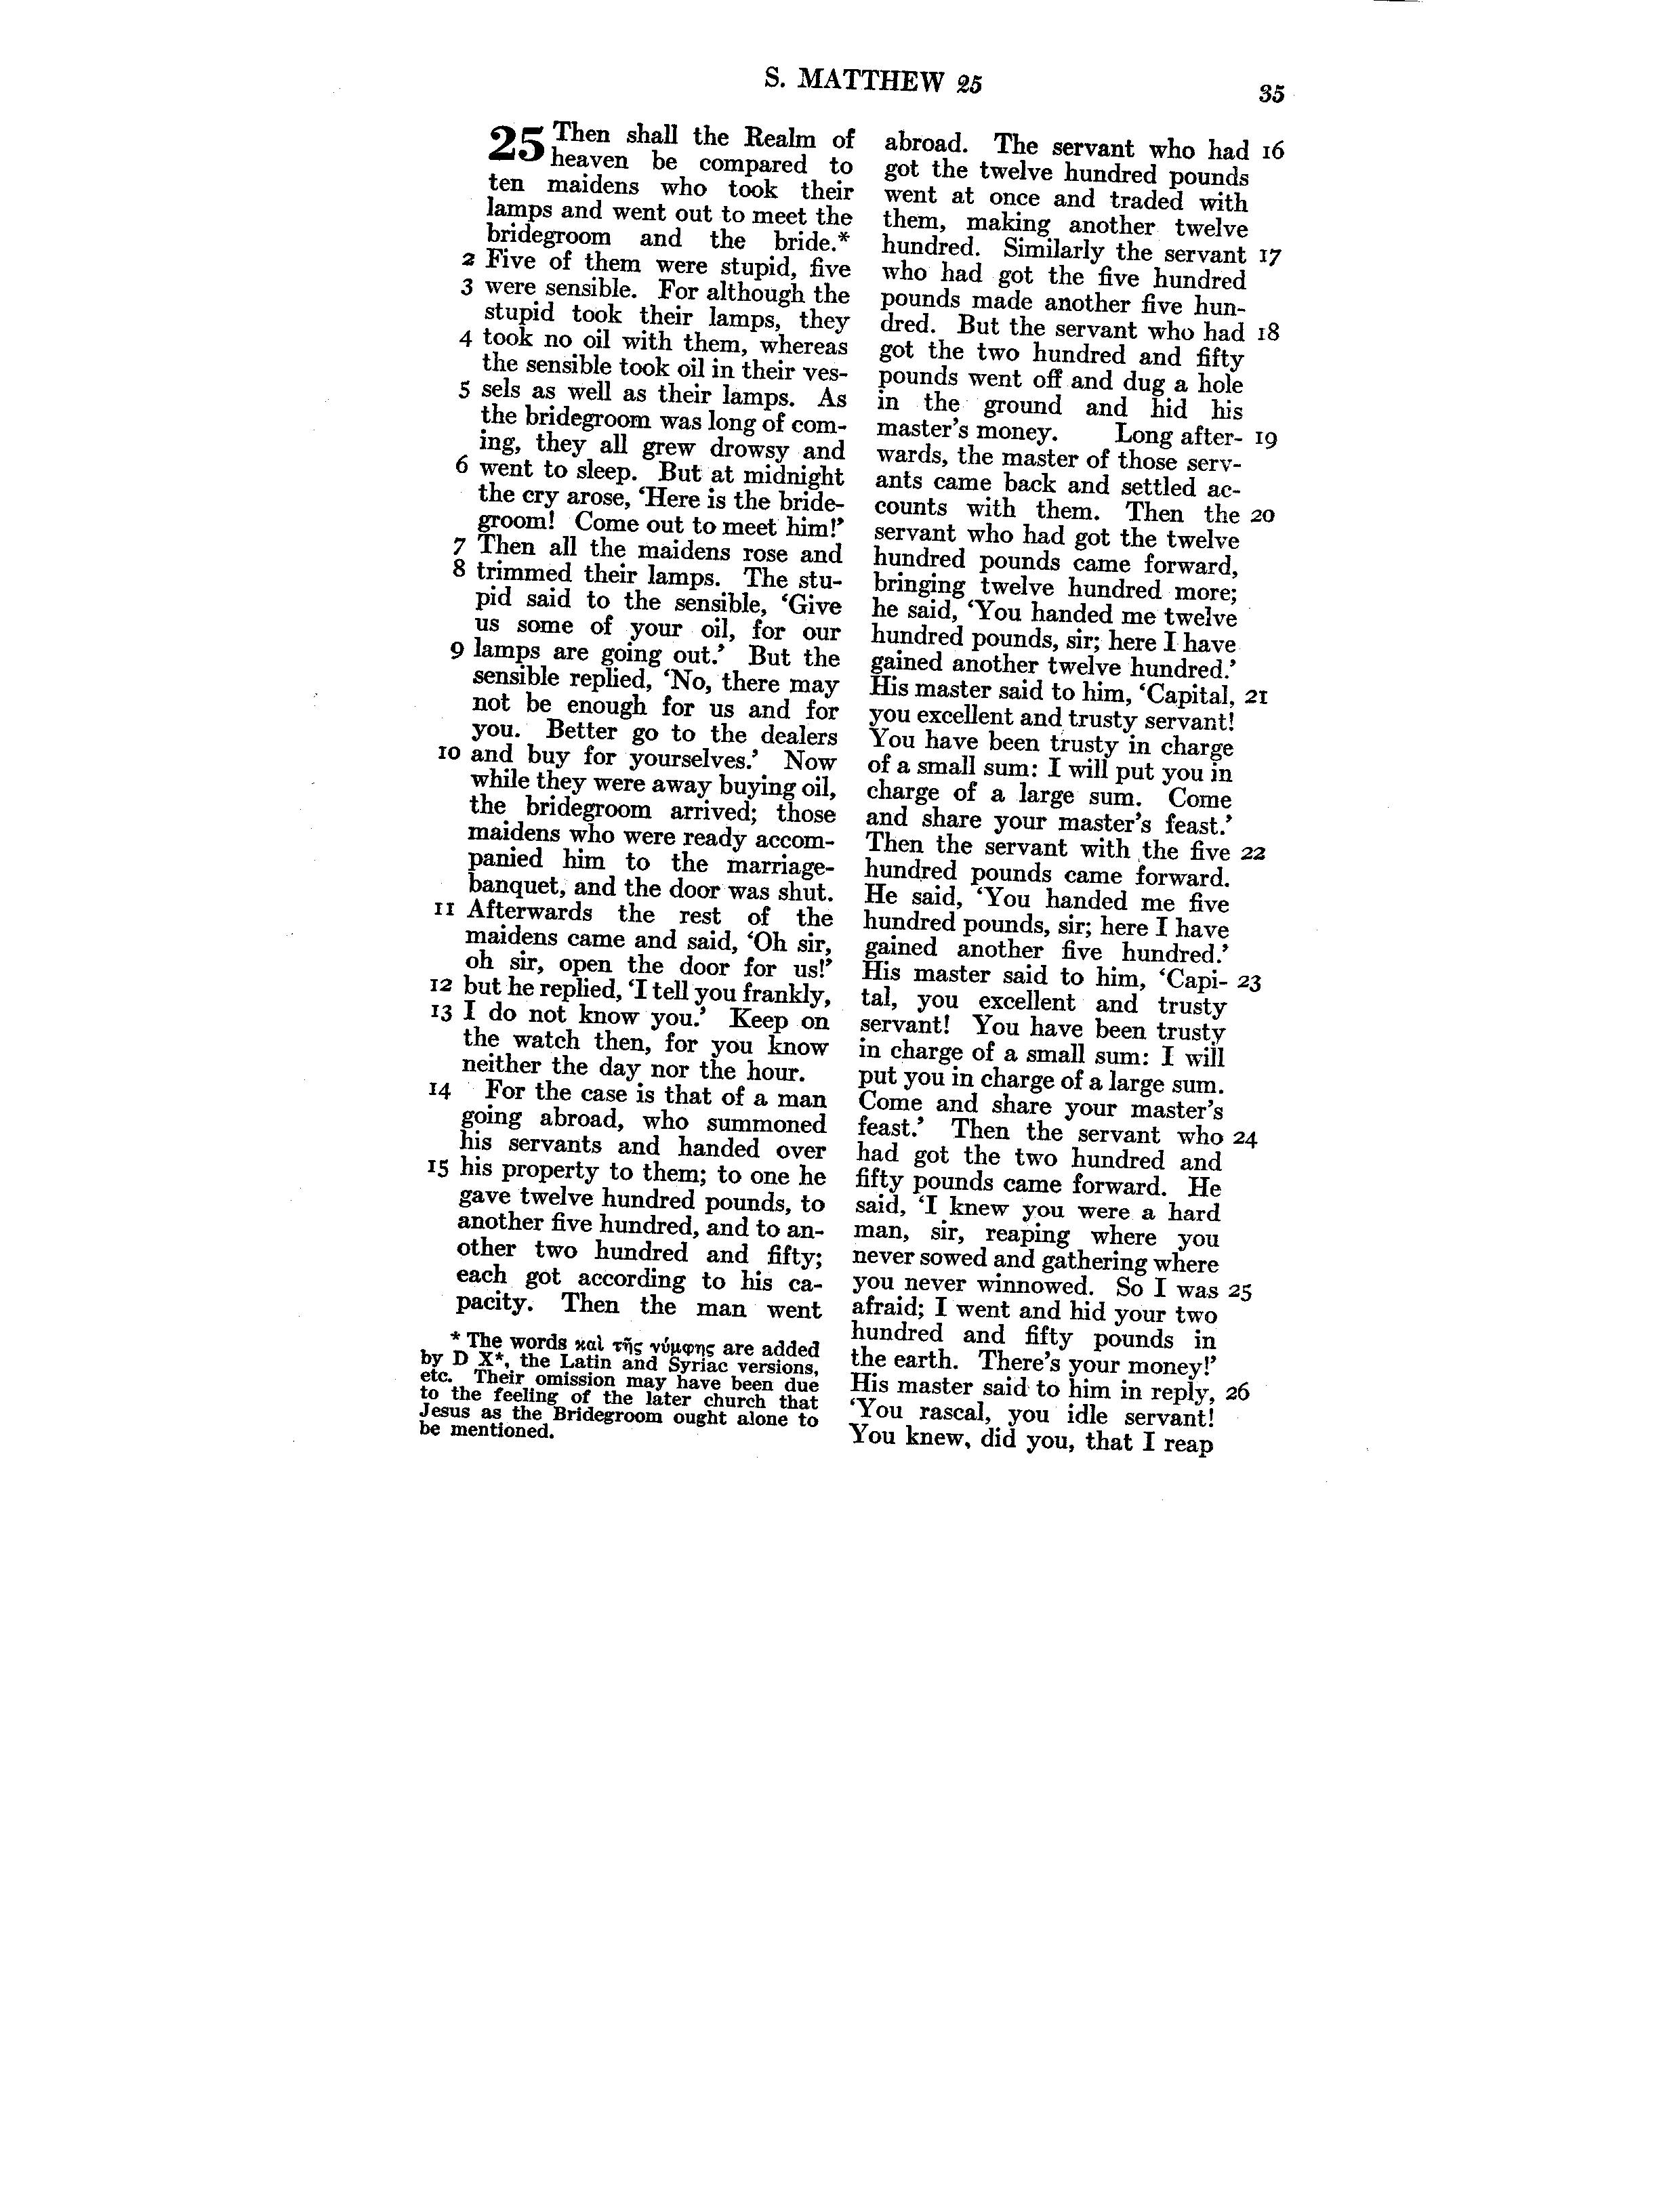 S. MATTHEW 25
35
25 Then shall the Realm of
heaven be compared to
ten maidens who took their
lamps and went out to meet the
bridegroom and the bride.*
2 Five of them were stupid, five
3 were sensible. For although the
stupid took their lamps, they
4 took no oil with them, whereas
the sensible took oil in their ves-
5 sels as well as their lamps. As
the bridegroom was long of com-
ing, they all grew drowsy and
6 went to sleep. But at midnight
the cry arose, ‘Here is the bride-
groom! Come out to meet him!’
7 Then all the maidens rose and
8 trimmed their lamps. The stu-
pid said to the sensible, ‘Give
us some of your oil, for our
9 lamps are going out.’ But the
sensible replied, ‘No, there may
not be enough for us and for
you. Better go to the dealers
10 and buy for yourselves.’ Now
while they were away buying oil,
the bridegroom arrived; those
maidens who were ready accom-
panied him to the marriage-
banquet, and the door was shut.
11 Afterwards the rest of the
maidens came and said, ‘Oh sir,
oh sir, open the door for us!’
12 but he replied, ‘I tell you frankly,
13 I do not know you.’ Keep on
the watch then, for you know
neither the day nor the hour.
14 For the case is that of a man
going abroad, who summoned
his servants and handed over
15 his property to them; to one he
gave twelve hundred pounds, to
another five hundred, and to an-
other two hundred and fifty;
each got according to his ca-
pacity. Then the man went
* The words καὶ τῆς νύμφης are added
by D X*, the Latin and Syriac versions,
etc. Their omission may have been due
to the feeling of the later church that
Jesus as the Bridegroom ought alone to
be mentioned.
abroad. The servant who had 16
got the twelve hundred pounds
went at once and traded with
them, making another twelve
hundred. Similarly the servant 17
who had got the five hundred
pounds made another five hun-
dred. But the servant who had 18
got the two hundred and fifty
pounds went off and dug a hole
in the ground and hid his
master’s money. Long after- 19
wards, the master of those serv-
ants came back and settled ac-
counts with them. Then the 20
servant who had got the twelve
hundred pounds came forward,
bringing twelve hundred more;
he said, ‘You handed me twelve
hundred pounds, sir; here I have
gained another twelve hundred.’
His master said to him, ‘Capital, 21
you excellent and trusty servant!
You have been trusty in charge
of a small sum: I will put you in
charge of a large sum. Come
and share your master’s feast.’
Then the servant with the five 22
hundred pounds came forward.
He said, ‘You handed me five
hundred pounds, sir; here I have
gained another five hundred.’
His master said to him, ‘Capi- 23
tal, you excellent and trusty
servant! You have been trusty
in charge of a small sum: I will
put you in charge of a large sum.
Come and share your master’s
feast.’ Then the servant who 24
had got the two hundred and
fifty pounds came forward. He
said, ‘I knew you were a hard
man, sir, reaping where you
never sowed and gathering where
you never winnowed. So I was 25
afraid; I went and hid your two
hundred and fifty pounds in
the earth. There’s your money!’
His master said to him in reply, 26
‘You rascal, you idle servant!
You knew, did you, that I reap